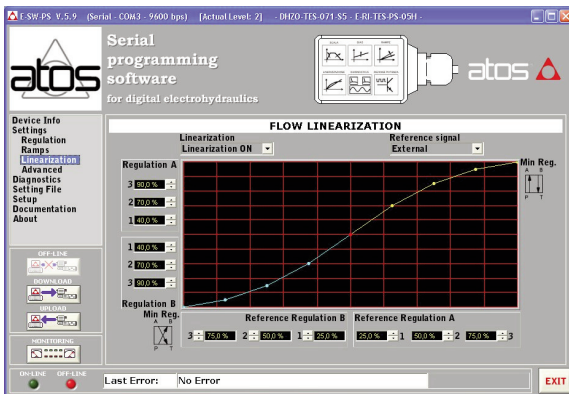 E-SW-PS V.5.9 (Serial - COM3 - 9600 bps) [Actual Level: 2] - DHZO-TES-071-S5 - E-RI-TES-PS-05H -
atos
Serial
programming
software
for digital electrohydraulics
atos
Device Info
Settings
Regulation
Ramps
Linearization
Advanced
Diagnostics
Setting File
Setup
Documentation
About
OFF-LINE
DOWNLOAD
UPLOAD
MONITORING
ON-LINE OFF-LINE
FLOW LINEARIZATION
Linearization
Linearization ON
Reference signal
External
Regulation A
3 90,0 %
2 70,0 %
1 40,0 %
1 40,0 %
2 70,0 %
3 90,0 %
Regulation B
Min Reg.
A B
P T
Min Reg.
A B
P T
Reference Regulation B
3 75,0 % 2 50,0 % 1 25,0 %
Reference Regulation A
25,0 % 1 50,0 % 2 75,0 % 3
Last Error: No Error
EXIT